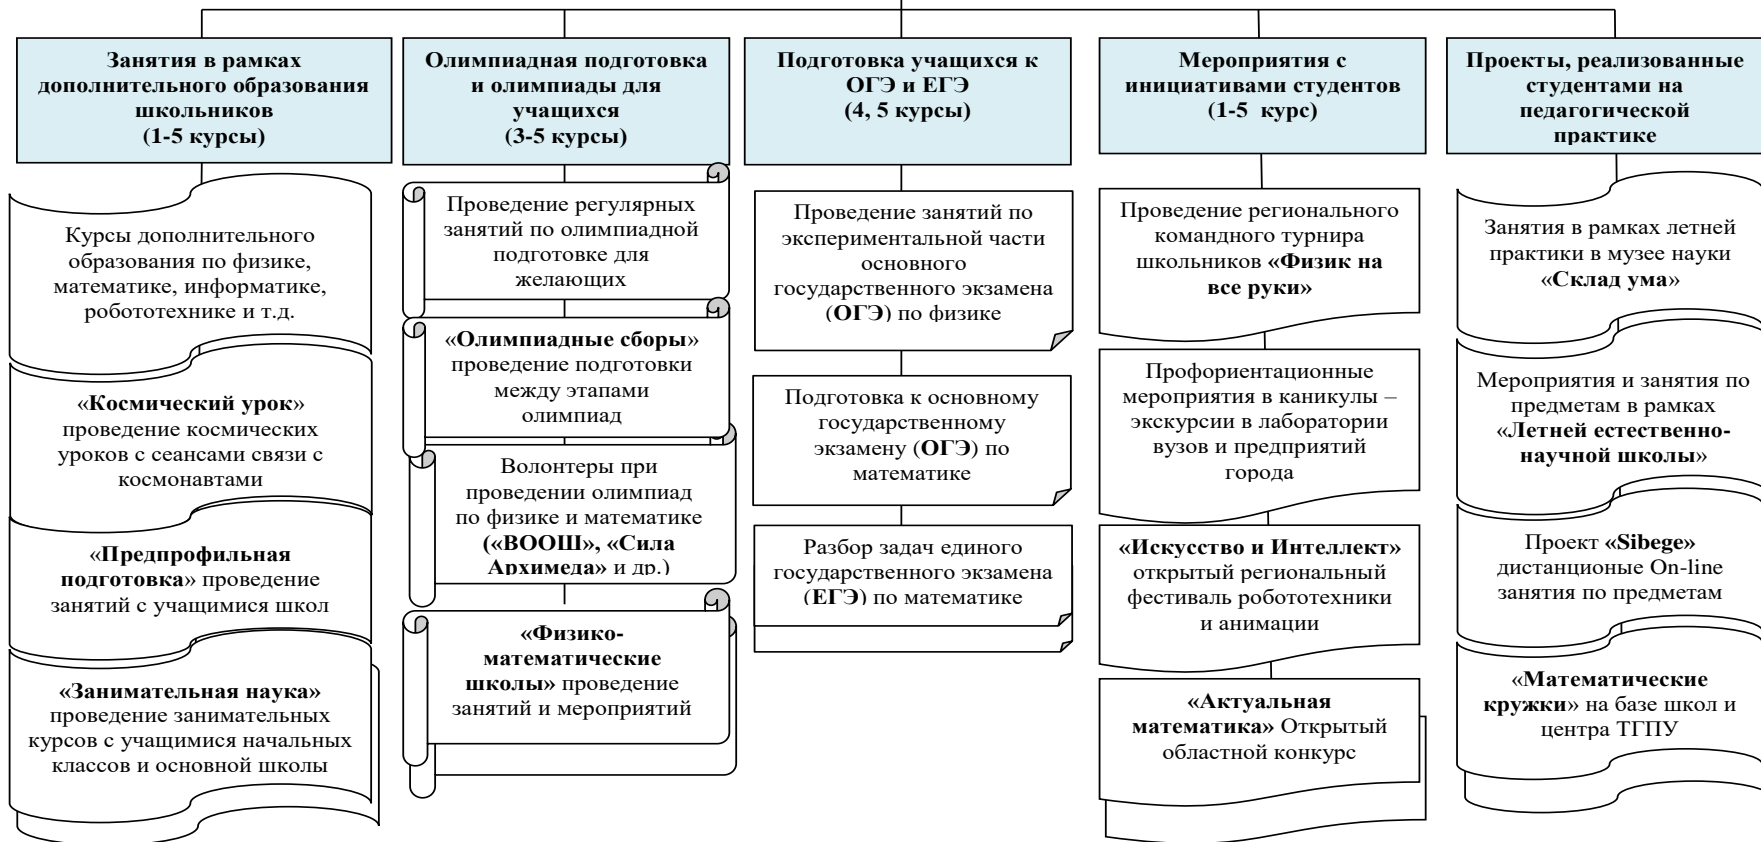 Занятия в рамках
дополнительного образования
школьников
(1-5 курсы)
Курсы дополнительного
образования по физике,
математике, информатике,
робототехнике и т.д.
«Космический урок»
проведение космических
уроков с сеансами связи с
космонавтами
«Предпрофильная
подготовка» проведение
занятий с учащимися школ
«Занимательная наука»
проведение занимательных
курсов с учащимися начальных
классов и основной школы
Олимпиадная подготовка
и олимпиады для
учащихся
(3-5 курсы)
Проведение регулярных
занятий по олимпиадной
подготовке для
желающих
«Олимпиадные сборы»
проведение подготовки
между этапами
олимпиад
Волонтеры при
проведении олимпиад
по физике и математике
(«ВООШ», «Сила
Архимеда» и др.)
«Физико-
математические
школы» проведение
занятий и мероприятий
Подготовка учащихся к
ОГЭ и ЕГЭ
(4, 5 курсы)
Проведение занятий по
экспериментальной части
основного
государственного экзамена
(ОГЭ) по физике
Подготовка к основному
государственному
экзамену (ОГЭ) по
математике
Разбор задач единого
государственного экзамена
(ЕГЭ) по математике
Мероприятия с
инициативами студентов
(1-5 курс)
Проведение регионального
командного турнира
школьников «Физик на
все руки»
Профориентационные
мероприятия в каникулы –
экскурсии в лаборатории
вузов и предприятий
города
«Искусство и Интеллект»
открытый региональный
фестиваль робототехники
и анимации
«Актуальная
математика» Открытый
областной конкурс
Проекты, реализованные
студентами на
педагогической
практике
Занятия в рамках летней
практики в музее науки
«Склад ума»
Мероприятия и занятия по
предметам в рамках
«Летней естественно-
научной школы»
Проект «Sibege»
дистанционые On-line
занятия по предметам
«Математические
кружки» на базе школ и
центра ТГПУ